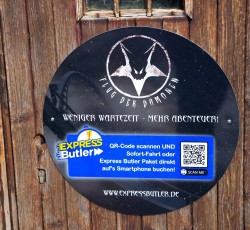 FLUG DER DÄMONEN
WENIGER WARTEZEIT - MEHR ABENTEUER!
1
EXPRESS
Butler
QR-Code scannen UND
Sofort-Fahrt oder
Express Butler Paket direkt
auf's Smartphone buchen!
SCAN ME
WWW.EXPRESSBUTLER.DE